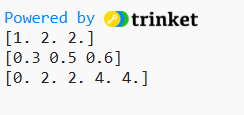 Powered by trinket
[1. 2. 2.]
[0.3 0.5 0.6]
[0. 2. 2. 4. 4.]